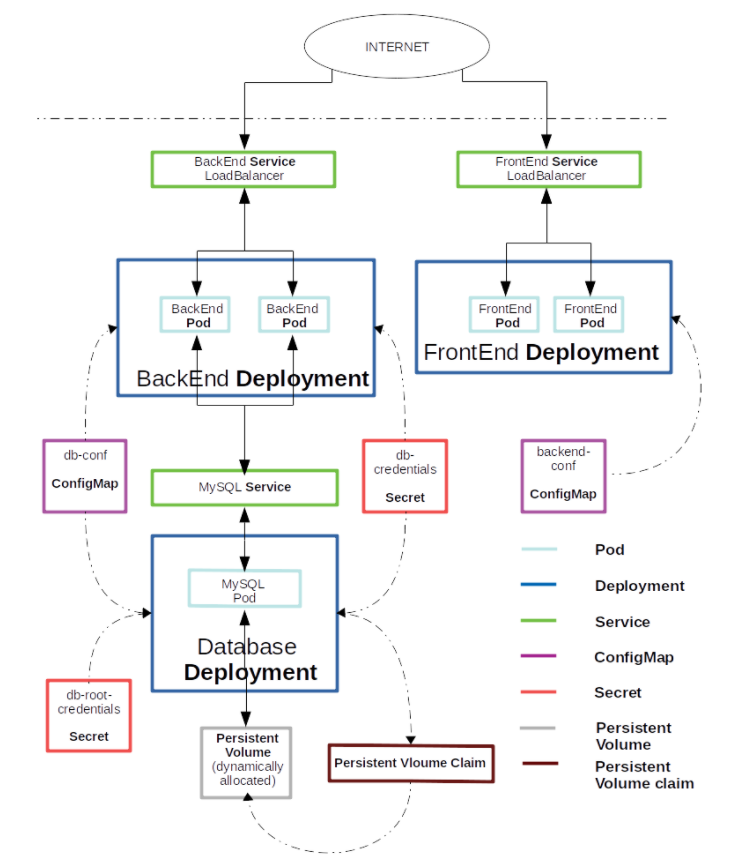 INTERNET
BackEnd Service
LoadBalancer
FrontEnd Service
LoadBalancer
BackEnd
Pod
BackEnd
Pod
BackEnd Deployment
FrontEnd
Pod
FrontEnd
Pod
FrontEnd Deployment
db-conf
ConfigMap
db-
credentials
Secret
backend-
conf
ConfigMap
MySQL Service
MySQL
Pod
Database
Deployment
db-root-
credentials
Secret
Persistent
Volume
(dynamically
allocated)
Persistent Vloume Claim
Pod
Deployment
Service
ConfigMap
Secret
Persistent
Volume
Persistent
Volume claim